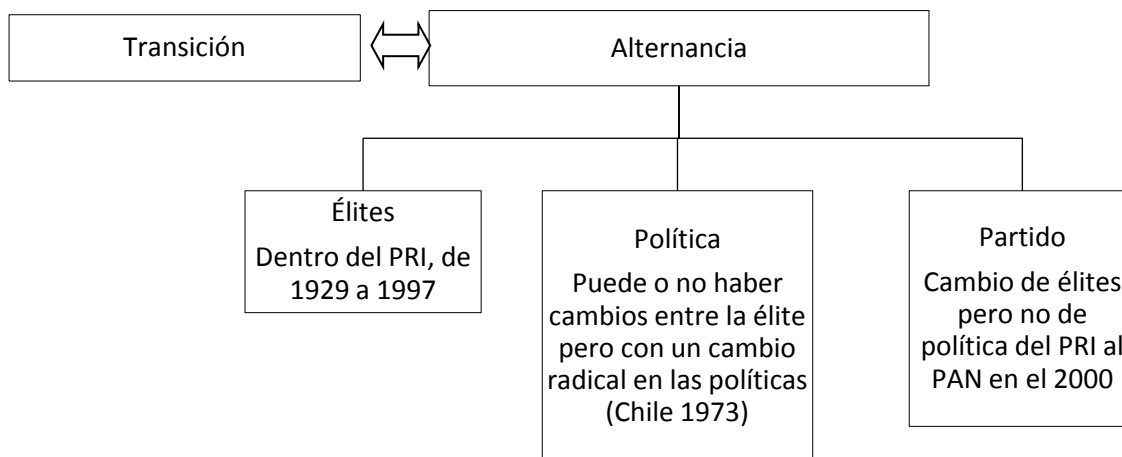 Transición
Alternancia
Élites
Dentro del PRI, de
1929 a 1997
Política
Puede o no haber
cambios entre la élite
pero con un cambio
radical en las políticas
(Chile 1973)
Partido
Cambio de élites
pero no de
política del PRI al
PAN en el 2000